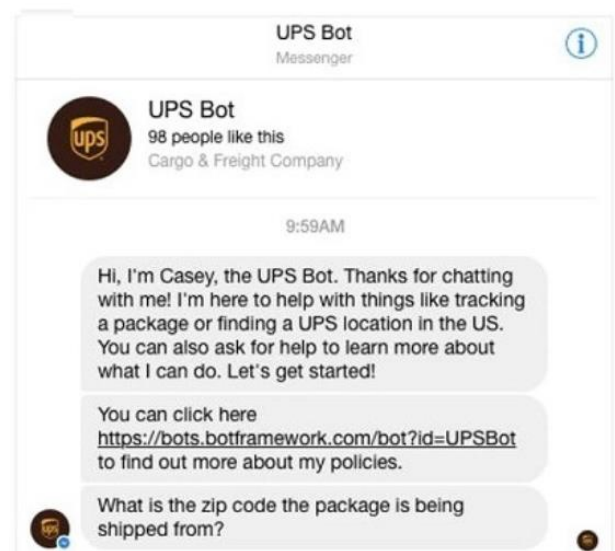 UPS Bot
Messenger
i
ups
UPS Bot
98 people like this
Cargo & Freight Company
9:59AM
Hi, I'm Casey, the UPS Bot. Thanks for chatting
with me! I'm here to help with things like tracking
a package or finding a UPS location in the US.
You can also ask for help to learn more about
what I can do. Let's get started!
You can click here
https://bots.botframework.com/bot?id=UPSBot
to find out more about my policies.
What is the zip code the package is being
shipped from?
ups
ups